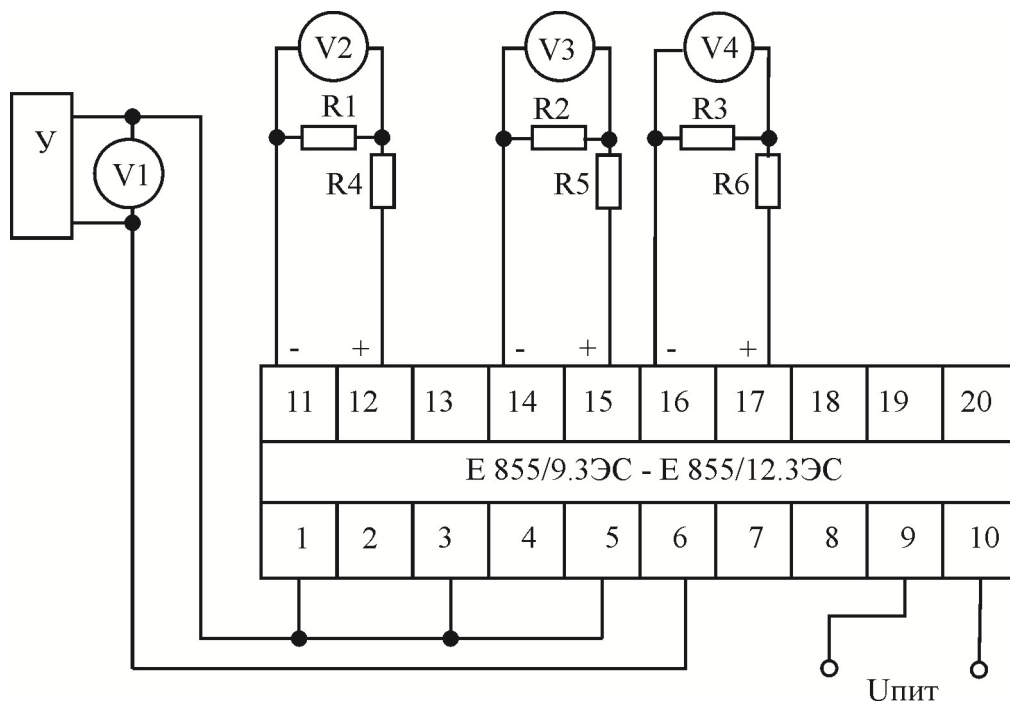 V2
V3
V4
R1
R2
R3
У
V1
R4
R5
R6
- +
- +
- +
11 12 13 14 15 16 17 18 19 20
Е 855/9.3ЭС - Е 855/12.3ЭС
1 2 3 4 5 6 7 8 9 10
Uпит